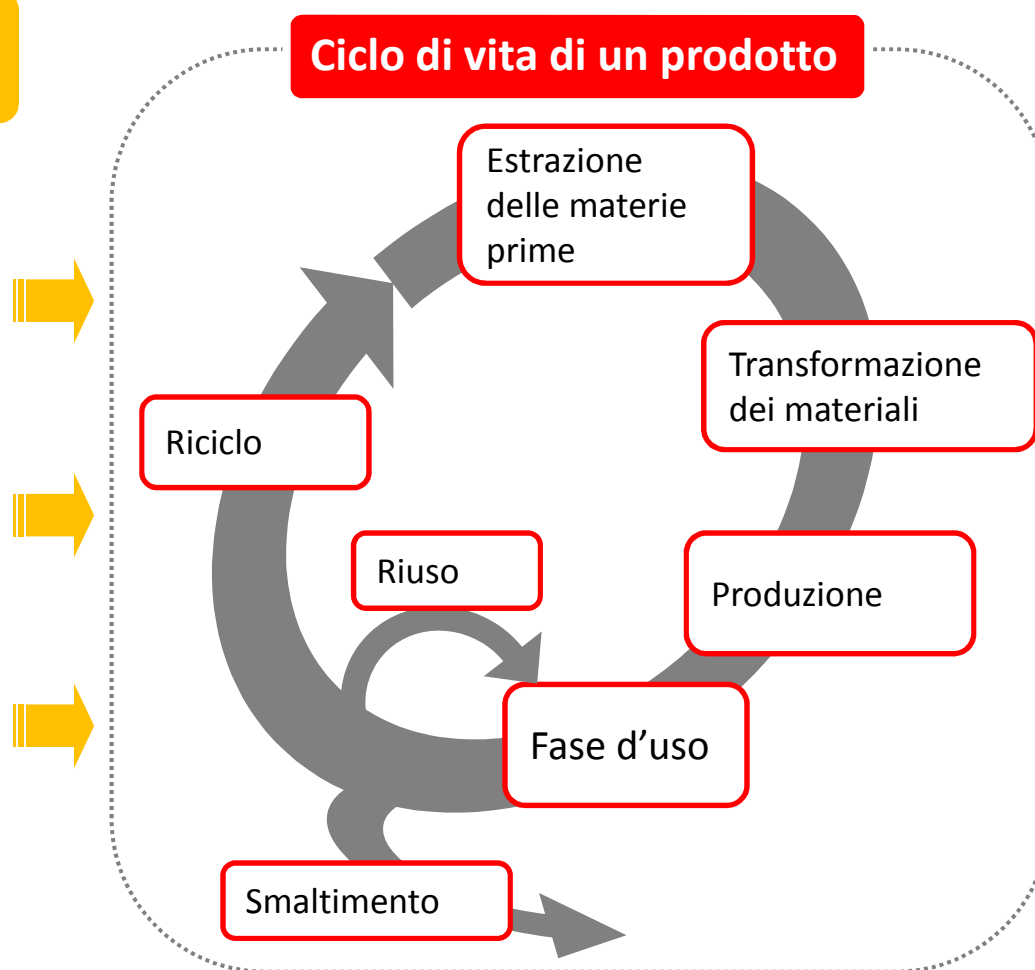 Ciclo di vita di un prodotto
Estrazione
delle materie
prime
Transformazione
dei materiali
Riciclo
Riuso
Produzione
Fase d’uso
Smaltimento